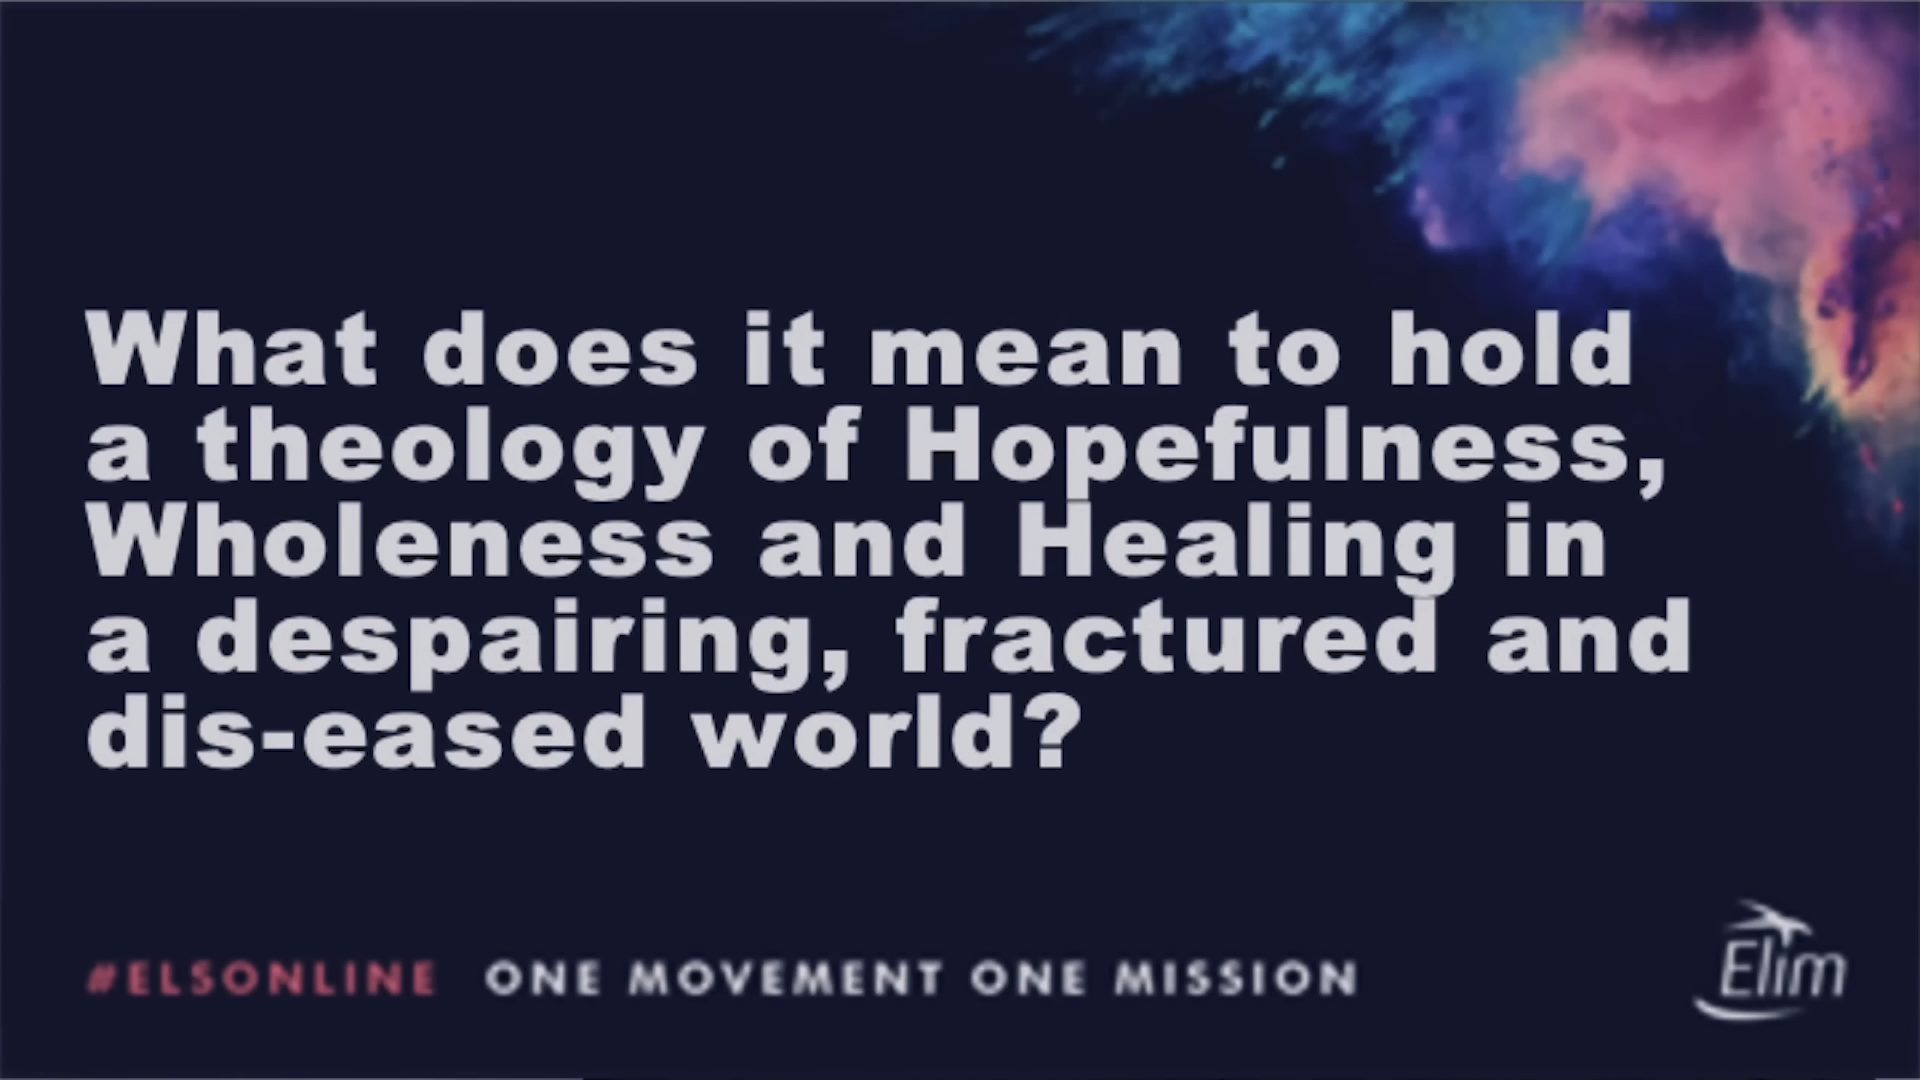 What does it mean to hold
a theology of Hopefulness,
Wholeness and Healing in
a despairing, fractured and
dis-eased world?
#ELSONLINE ONE MOVEMENT ONE MISSION
Elim